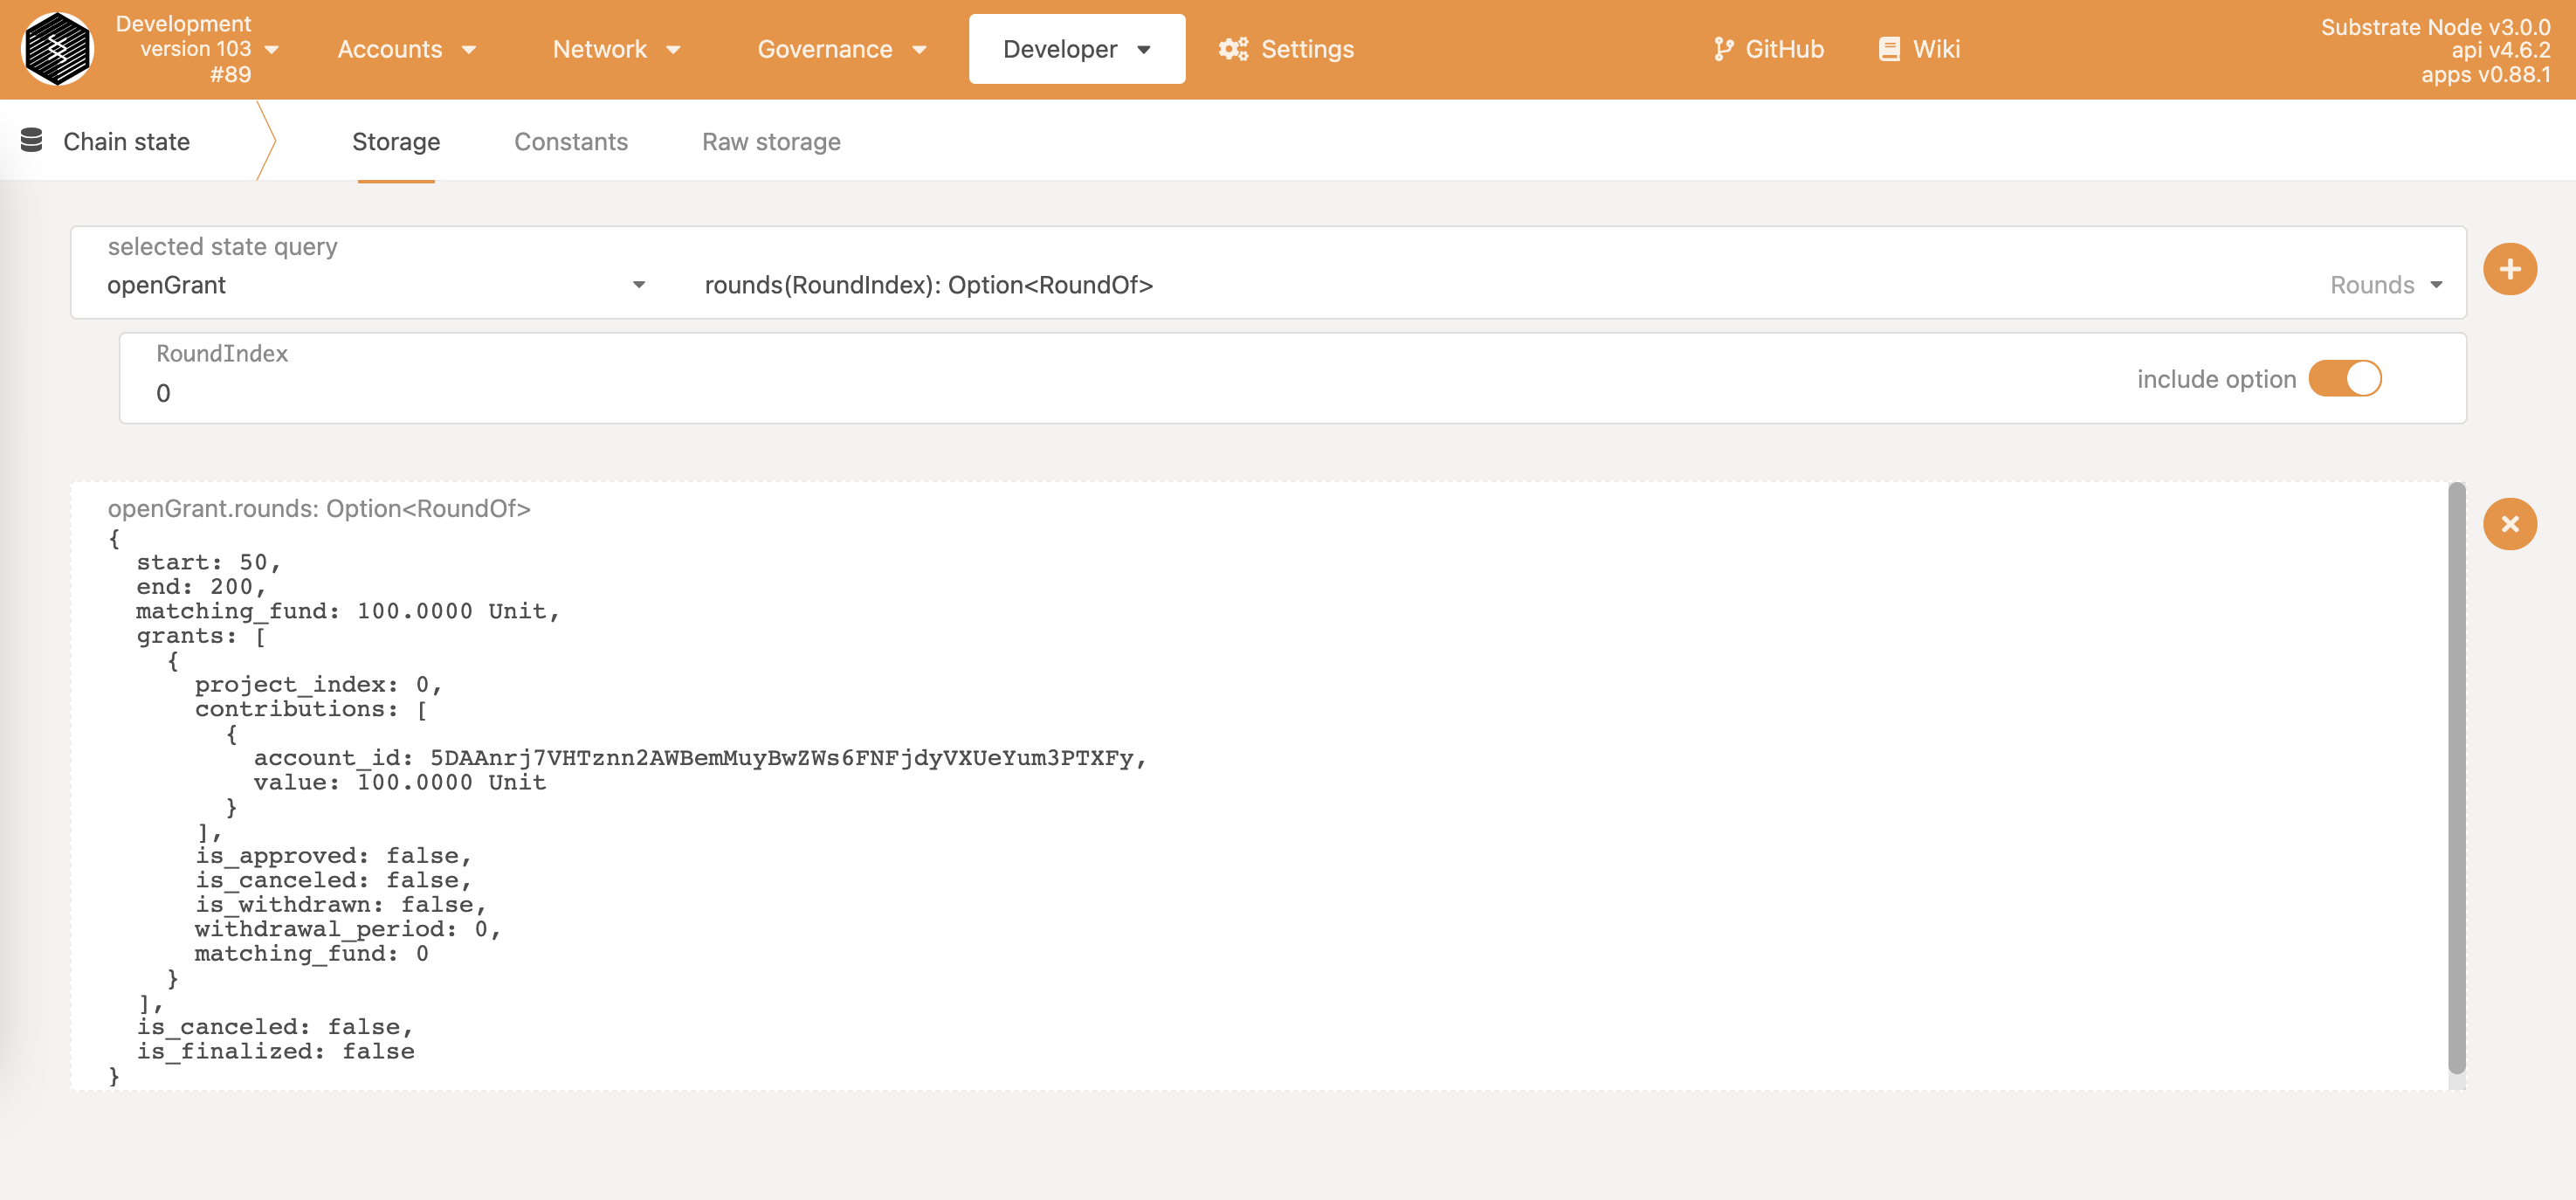 Development
version 103
#89
Accounts
Network
Governance
Developer
Settings
GitHub
Wiki
Substrate Node v3.0.0
api v4.6.2
apps v0.88.1
Chain state
Storage
Constants
Raw storage
selected state query
openGrant
rounds(RoundIndex): Option<RoundOf>
Rounds
RoundIndex
0
include option
openGrant.rounds: Option<RoundOf>
{
start: 50,
end: 200,
matching_fund: 100.0000 Unit,
grants: [
{
project_index: 0,
contributions: [
{
account_id: 5DAAnrj7VHTznn2AWBemMuyBwZWs6FNFjdyVXUeYum3PTXFy,
value: 100.0000 Unit
}
],
is_approved: false,
is_canceled: false,
is_withdrawn: false,
withdrawal_period: 0,
matching_fund: 0
}
],
is_canceled: false,
is_finalized: false
}